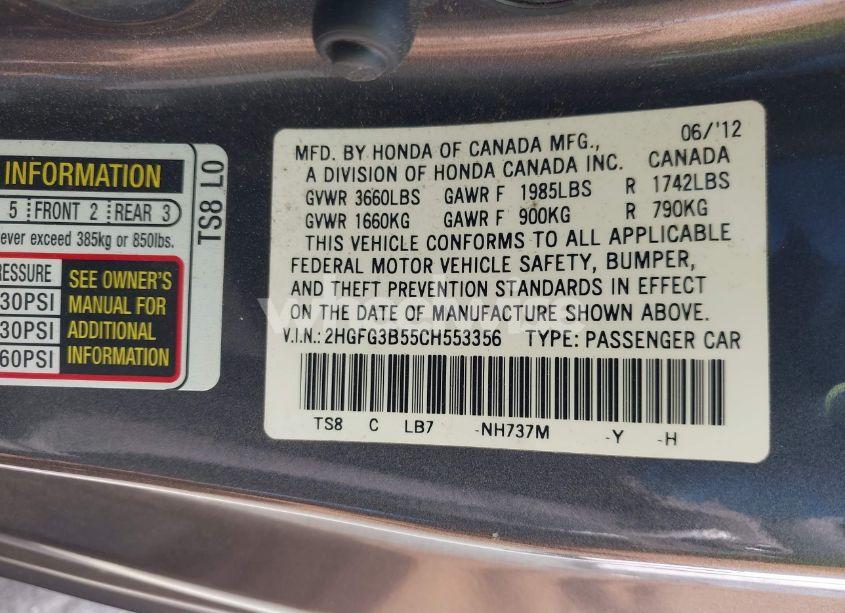 INFORMATION
5 FRONT 2 REAR 3
ever exceed 385kg or 850lbs.
RESSURE
30PSI
30PSI
60PSI
SEE OWNER'S
MANUAL FOR
ADDITIONAL
INFORMATION
TS8 L0
MFD. BY HONDA OF CANADA MFG., 06/'12
A DIVISION OF HONDA CANADA INC. CANADA
GVWR 3660LBS GAWR F 1985LBS R 1742LBS
GVWR 1660KG GAWR F 900KG R 790KG
THIS VEHICLE CONFORMS TO ALL APPLICABLE
FEDERAL MOTOR VEHICLE SAFETY, BUMPER,
AND THEFT PREVENTION STANDARDS IN EFFECT
ON THE DATE OF MANUFACTURE SHOWN ABOVE.
V.I.N.: 2HGFG3B55CH553356 TYPE: PASSENGER CAR
TS8 C LB7 -NH737M -Y -H